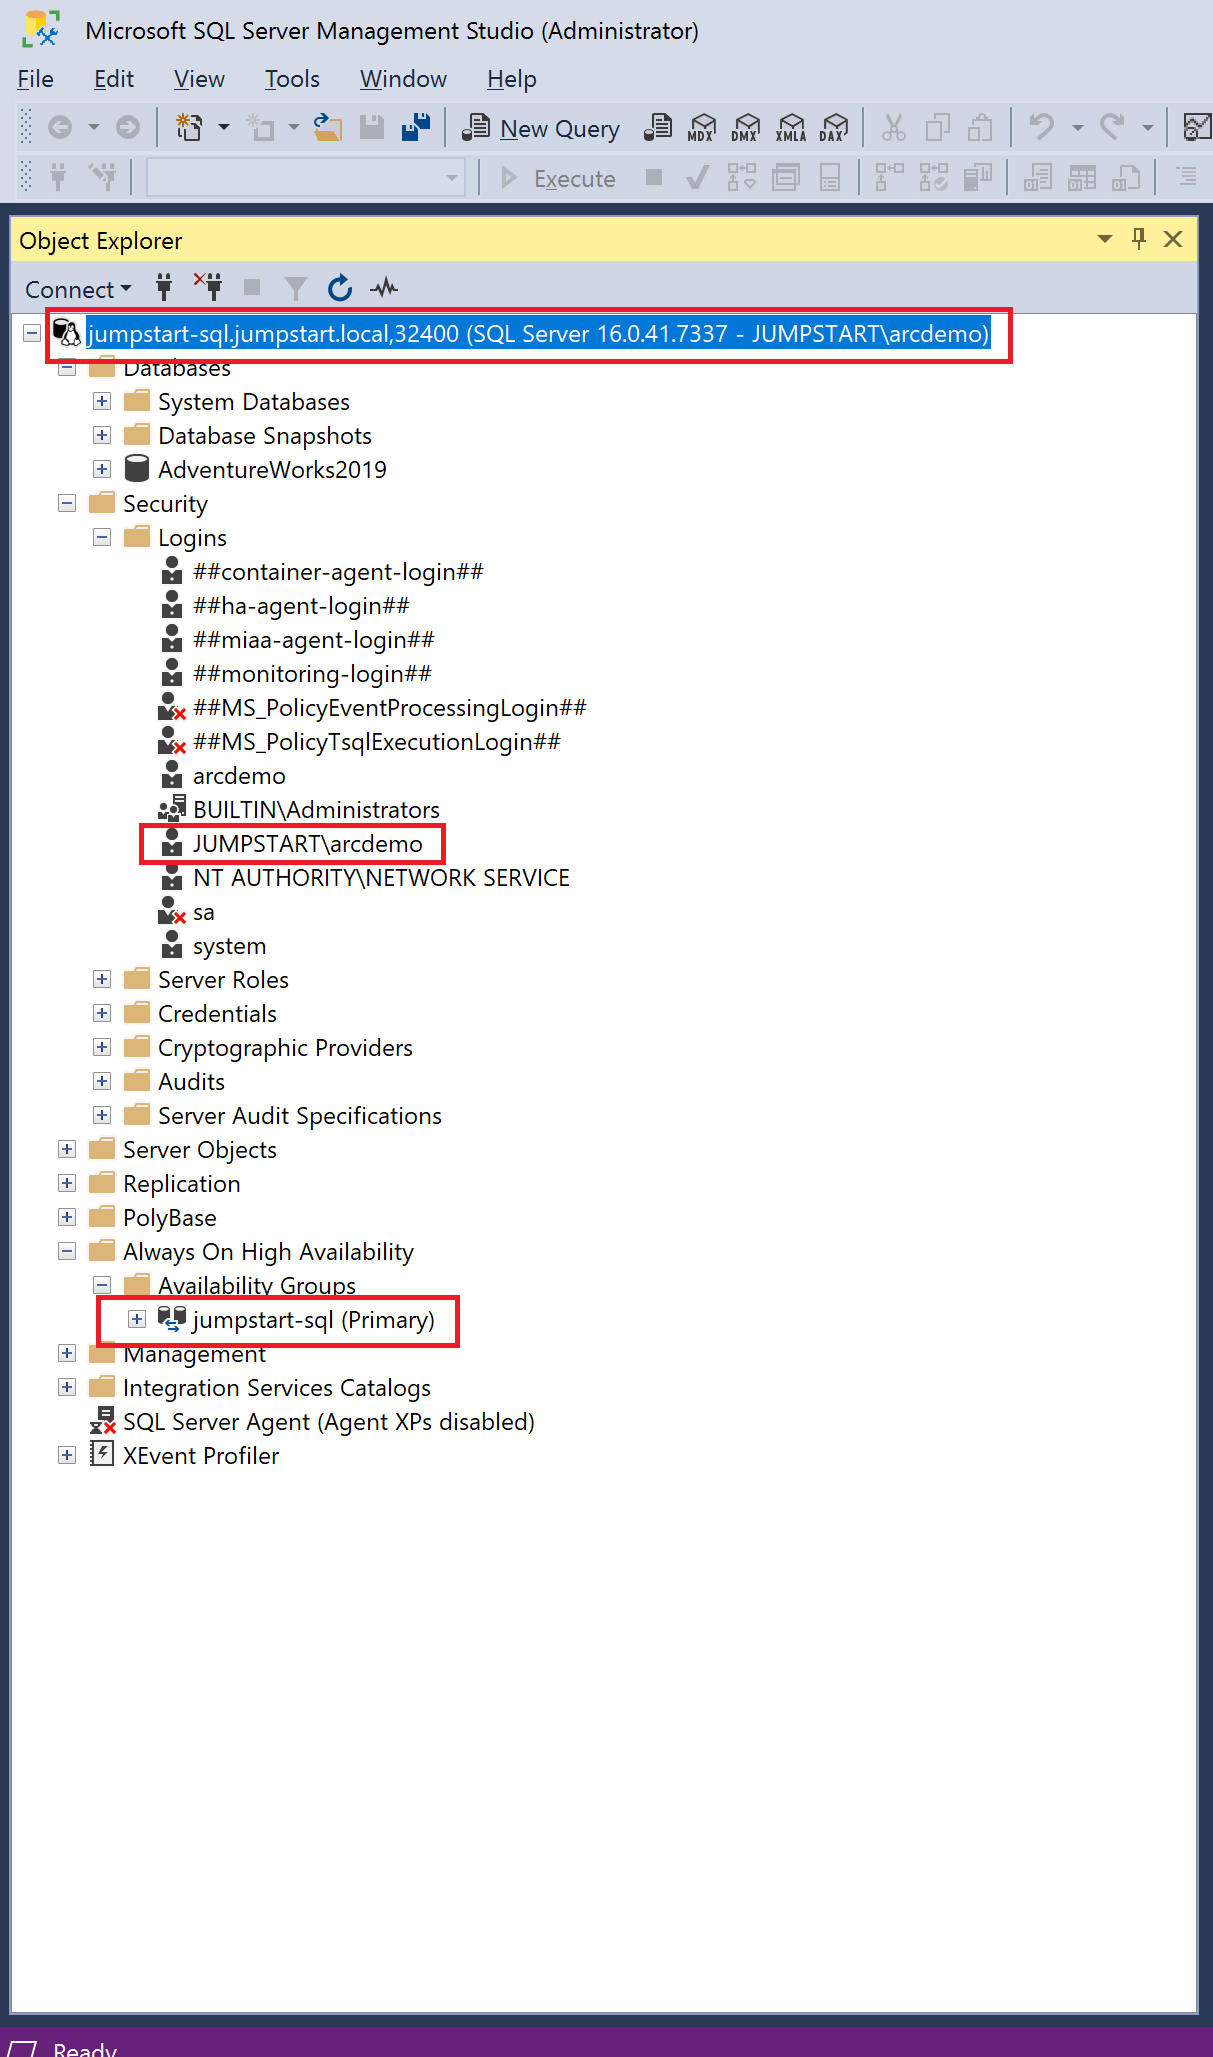 Microsoft SQL Server Management Studio (Administrator)
File Edit View Tools Window Help
New Query MDX DMX XMLA DAX
Execute
Object Explorer
Connect
jumpstart-sql.jumpstart.local,32400 (SQL Server 16.0.41.7337 - JUMPSTART\arcdemo)
Databases
System Databases
Database Snapshots
AdventureWorks2019
Security
Logins
##container-agent-login##
##ha-agent-login##
##miaa-agent-login##
##monitoring-login##
##MS_PolicyEventProcessingLogin##
##MS_PolicyTsqlExecutionLogin##
arcdemo
BUILTIN\Administrators
JUMPSTART\arcdemo
NT AUTHORITY\NETWORK SERVICE
sa
system
Server Roles
Credentials
Cryptographic Providers
Audits
Server Audit Specifications
Server Objects
Replication
PolyBase
Always On High Availability
Availability Groups
jumpstart-sql (Primary)
Management
Integration Services Catalogs
SQL Server Agent (Agent XPs disabled)
XEvent Profiler
Ready